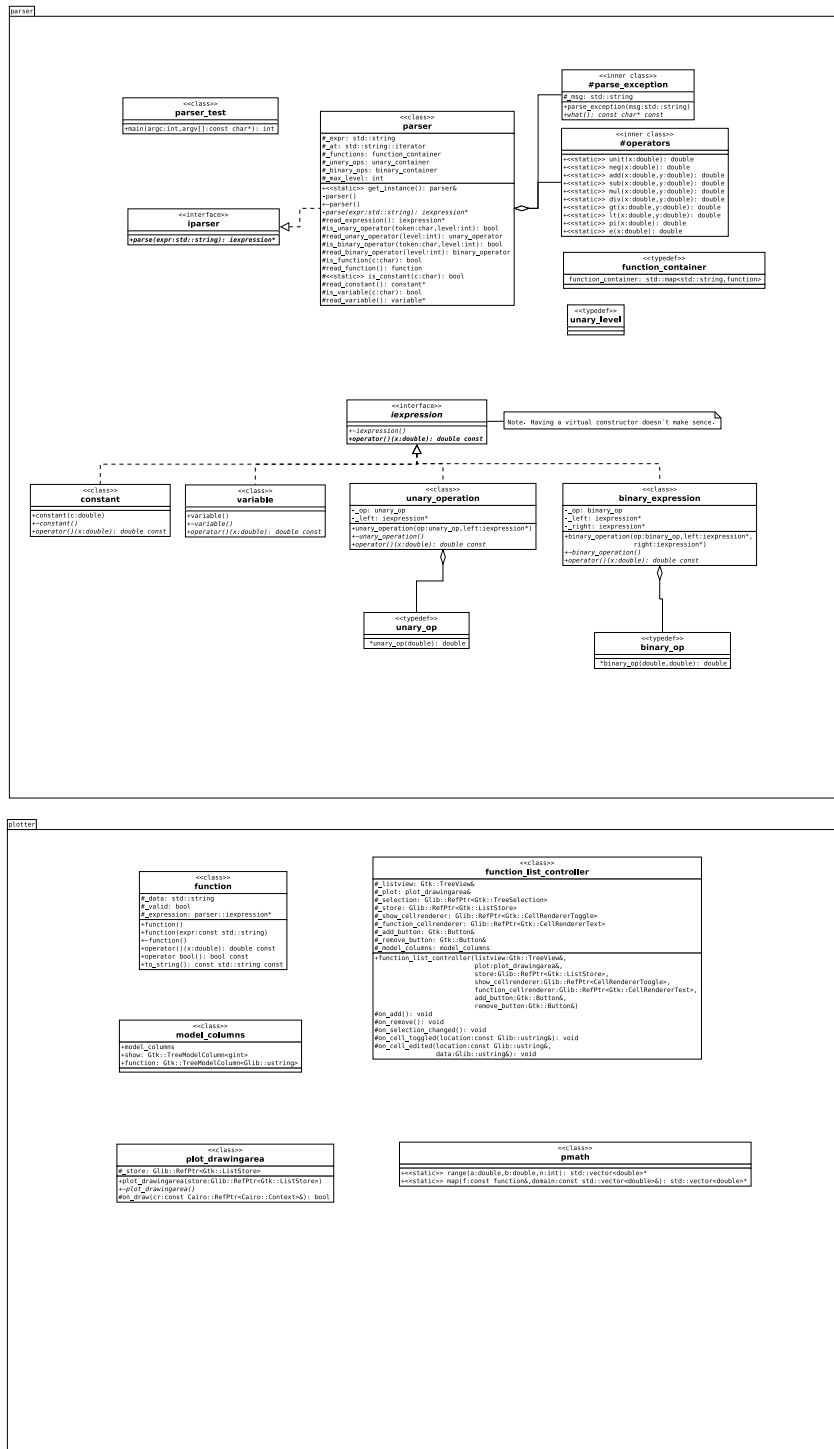 parser
<<class>>
parser_test
+main(argc:int,argv[]:const char*): int
<<interface>>
iparser
+parse(expr:std::string): iexpression*
<<class>>
parser
#_expr: std::string
#_at: std::string::iterator
#_functions: function_container
#_unary_ops: unary_container
#_binary_ops: binary_container
#_max_level: int
+<<static>> get_instance(): parser&
-parser()
+~parser()
+parse(expr:std::string): iexpression*
#read_expression(): iexpression*
#is_unary_operator(token:char,level:int): bool
#read_unary_operator(level:int): unary_operator
#is_binary_operator(token:char,level:int): bool
#read_binary_operator(level:int): binary_operator
#is_function(c:char): bool
#read_function(): function
#<<static>> is_constant(c:char): bool
#read_constant(): constant*
#is_variable(c:char): bool
#read_variable(): variable*
<<inner class>>
#parse_exception
#_msg: std::string
+parse_exception(msg:std::string)
+what(): const char* const
<<inner class>>
#operators
+<<static>> unit(x:double): double
+<<static>> neg(x:double): double
+<<static>> add(x:double,y:double): double
+<<static>> sub(x:double,y:double): double
+<<static>> mul(x:double,y:double): double
+<<static>> div(x:double,y:double): double
+<<static>> gt(x:double,y:double): double
+<<static>> lt(x:double,y:double): double
+<<static>> pi(x:double): double
+<<static>> e(x:double): double
<<typedef>>
function_container
function_container: std::map<std::string,function>
<<typedef>>
unary_level
<<interface>>
iexpression
+~iexpression()
+operator()(x:double): double const
Note. Having a virtual constructor doesn't make sence.
<<class>>
constant
+constant(c:double)
+~constant()
+operator()(x:double): double const
<<class>>
variable
+variable()
+~variable()
+operator()(x:double): double const
<<class>>
unary_operation
-_op: unary_op
-_left: iexpression*
+unary_operation(op:unary_op,left:iexpression*)
+~unary_operation()
+operator()(x:double): double const
<<class>>
binary_expression
-_op: binary_op
-_left: iexpression*
-_right: iexpression*
+binary_operation(op:binary_op,left:iexpression*,
right:iexpression*)
+~binary_operation()
+operator()(x:double): double const
<<typedef>>
unary_op
*unary_op(double): double
<<typedef>>
binary_op
*binary_op(double,double): double
plotter
<<class>>
function
#_data: std::string
#_valid: bool
#_expression: parser::iexpression*
+function()
+function(expr:const std::string)
+~function()
+operator()(x:double): double const
+operator bool(): bool const
+to_string(): const std::string const
<<class>>
function_list_controller
#_listview: Gtk::TreeView&
#_plot: plot_drawingarea&
#_selection: Glib::RefPtr<Gtk::TreeSelection>
#_store: Glib::RefPtr<Gtk::ListStore>
#_show_cellrenderer: Glib::RefPtr<Gtk::CellRendererToggle>
#_function_cellrenderer: Glib::RefPtr<Gtk::CellRendererText>
#_add_button: Gtk::Button&
#_remove_button: Gtk::Button&
#_model_columns: model_columns
+function_list_controller(listview:Gtk::TreeView&,
plot:plot_drawingarea&,
store:Glib::RefPtr<Gtk::ListStore>,
show_cellrenderer:Glib::RefPtr<CellRendererToogle>,
function_cellrenderer:Glib::RefPtr<Gtk::CellRendererText>,
add_button:Gtk::Button&,
remove_button:Gtk::Button&)
#on_add(): void
#on_remove(): void
#on_selection_changed(): void
#on_cell_toggled(location:const Glib::ustring&): void
#on_cell_edited(location:const Glib::ustring&,
data:Glib::ustring&): void
<<class>>
model_columns
+model_columns
+show: Gtk::TreeModelColumn<gint>
+function: Gtk::TreeModelColumn<Glib::ustring>
<<class>>
plot_drawingarea
#_store: Glib::RefPtr<Gtk::ListStore>
+plot_drawingarea(store:Glib::RefPtr<Gtk::ListStore>)
+~plot_drawingarea()
#on_draw(cr:const Cairo::RefPtr<Cairo::Context>&): bool
<<class>>
pmath
+<<static>> range(a:double,b:double,n:int): std::vector<double>*
+<<static>> map(f:const function&,domain:const std::vector<double>&): std::vector<double>*